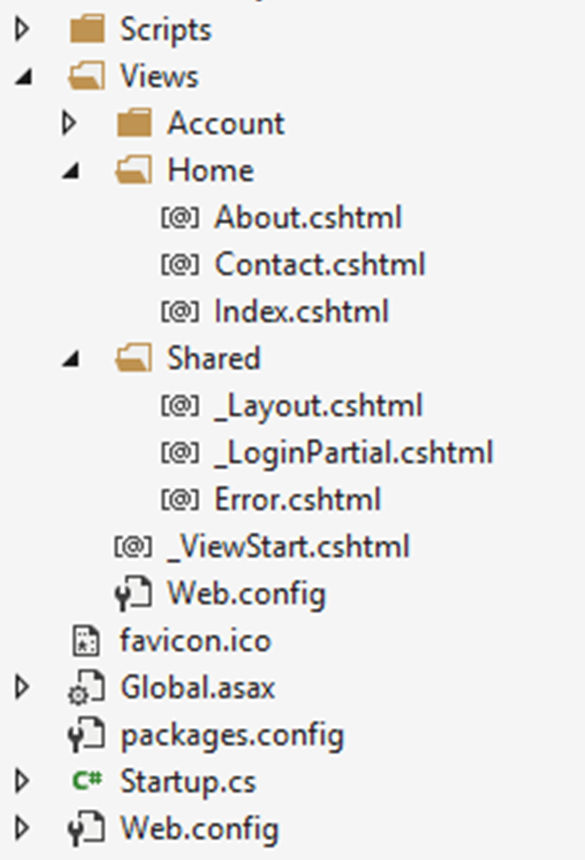 Scripts
Views
Account
Home
[@] About.cshtml
[@] Contact.cshtml
[@] Index.cshtml
Shared
[@] _Layout.cshtml
[@] _LoginPartial.cshtml
[@] Error.cshtml
[@] _ViewStart.cshtml
Web.config
favicon.ico
Global.asax
packages.config
C# Startup.cs
Web.config